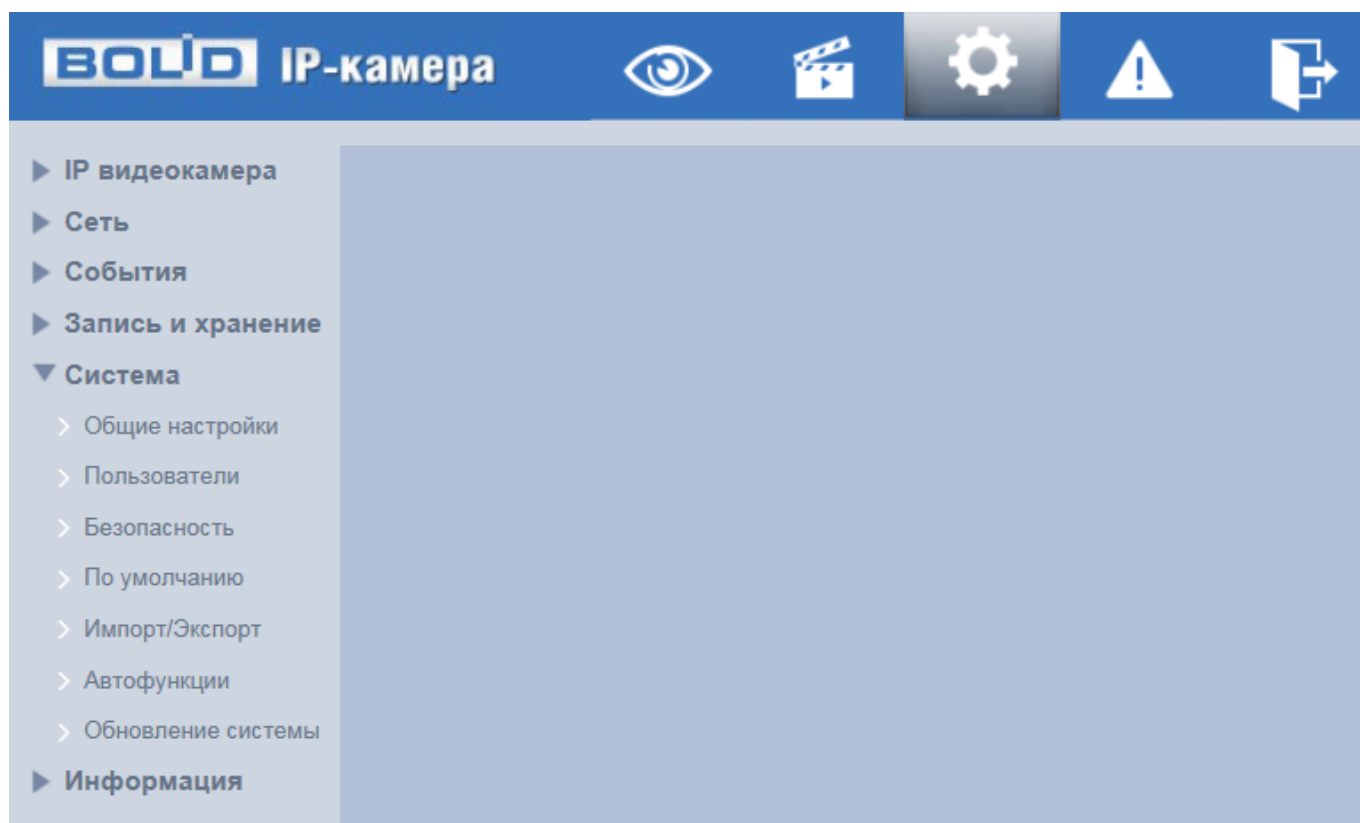 BOLID IP-камера
IP видеокамера
Сеть
События
Запись и хранение
Система
Общие настройки
Пользователи
Безопасность
По умолчанию
Импорт/Экспорт
Автофункции
Обновление системы
Информация